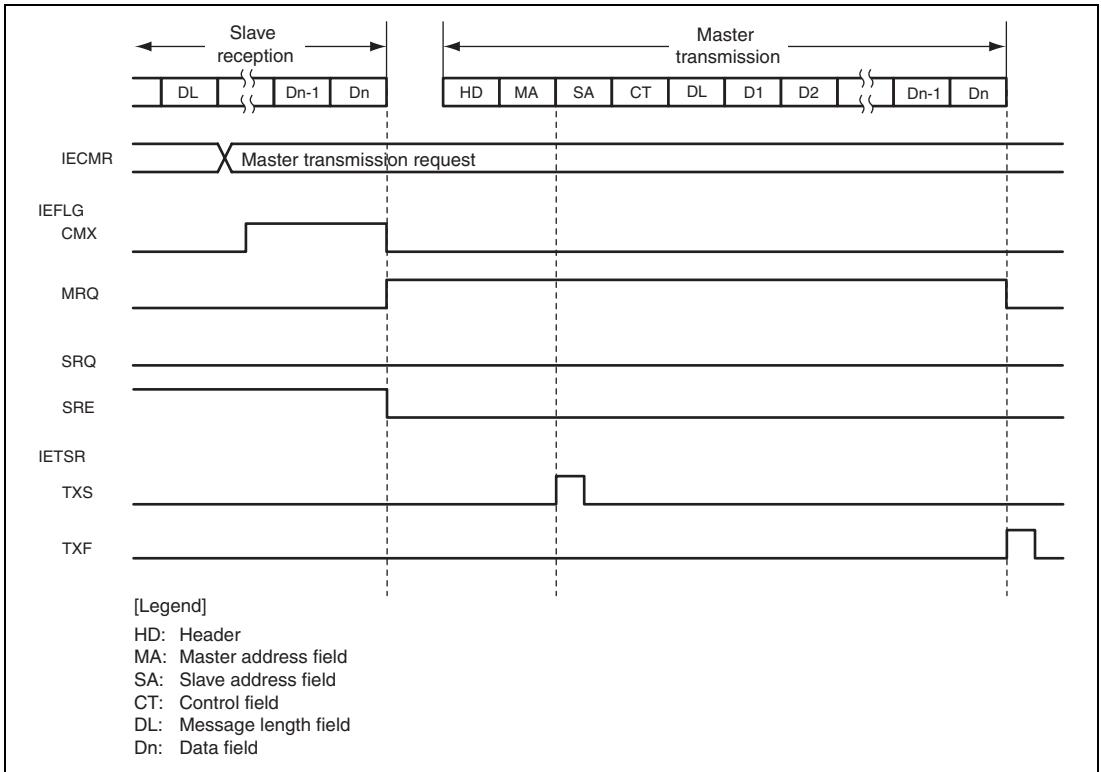 Slave
reception
Master
transmission
DL Dn-1 Dn HD MA SA CT DL D1 D2 Dn-1 Dn
IECMR Master transmission request
IEFLG
CMX
MRQ
SRQ
SRE
IETSR
TXS
TXF
[Legend]
HD: Header
MA: Master address field
SA: Slave address field
CT: Control field
DL: Message length field
Dn: Data field